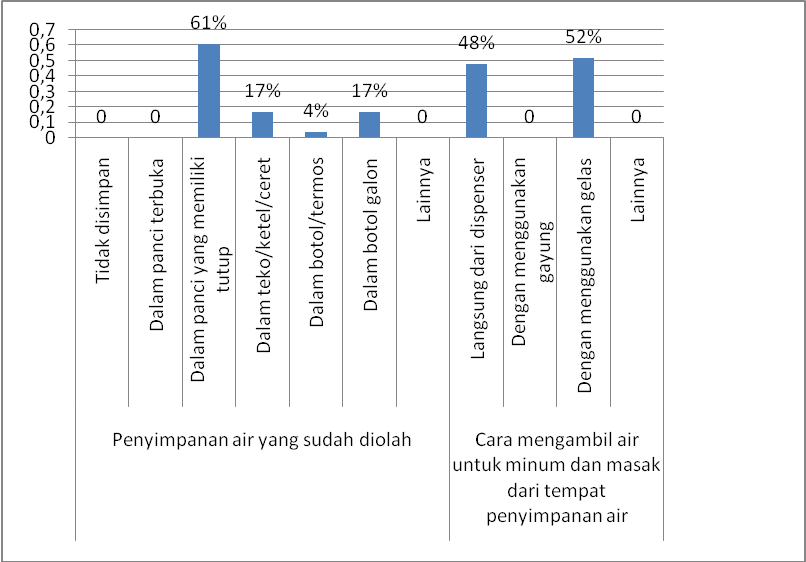 0,7
0,6
0,5
0,4
0,3
0,2
0,1
0
0
0
61%
17%
4%
17%
0
48%
0
52%
0
Tidak disimpan
Dalam panci terbuka
Dalam panci yang memiliki
tutup
Dalam teko/ketel/ceret
Dalam botol/termos
Dalam botol galon
Lainnya
Langsung dari dispenser
Dengan menggunakan
gayung
Dengan menggunakan gelas
Lainnya
Penyimpanan air yang sudah diolah
Cara mengambil air
untuk minum dan masak
dari tempat
penyimpanan air